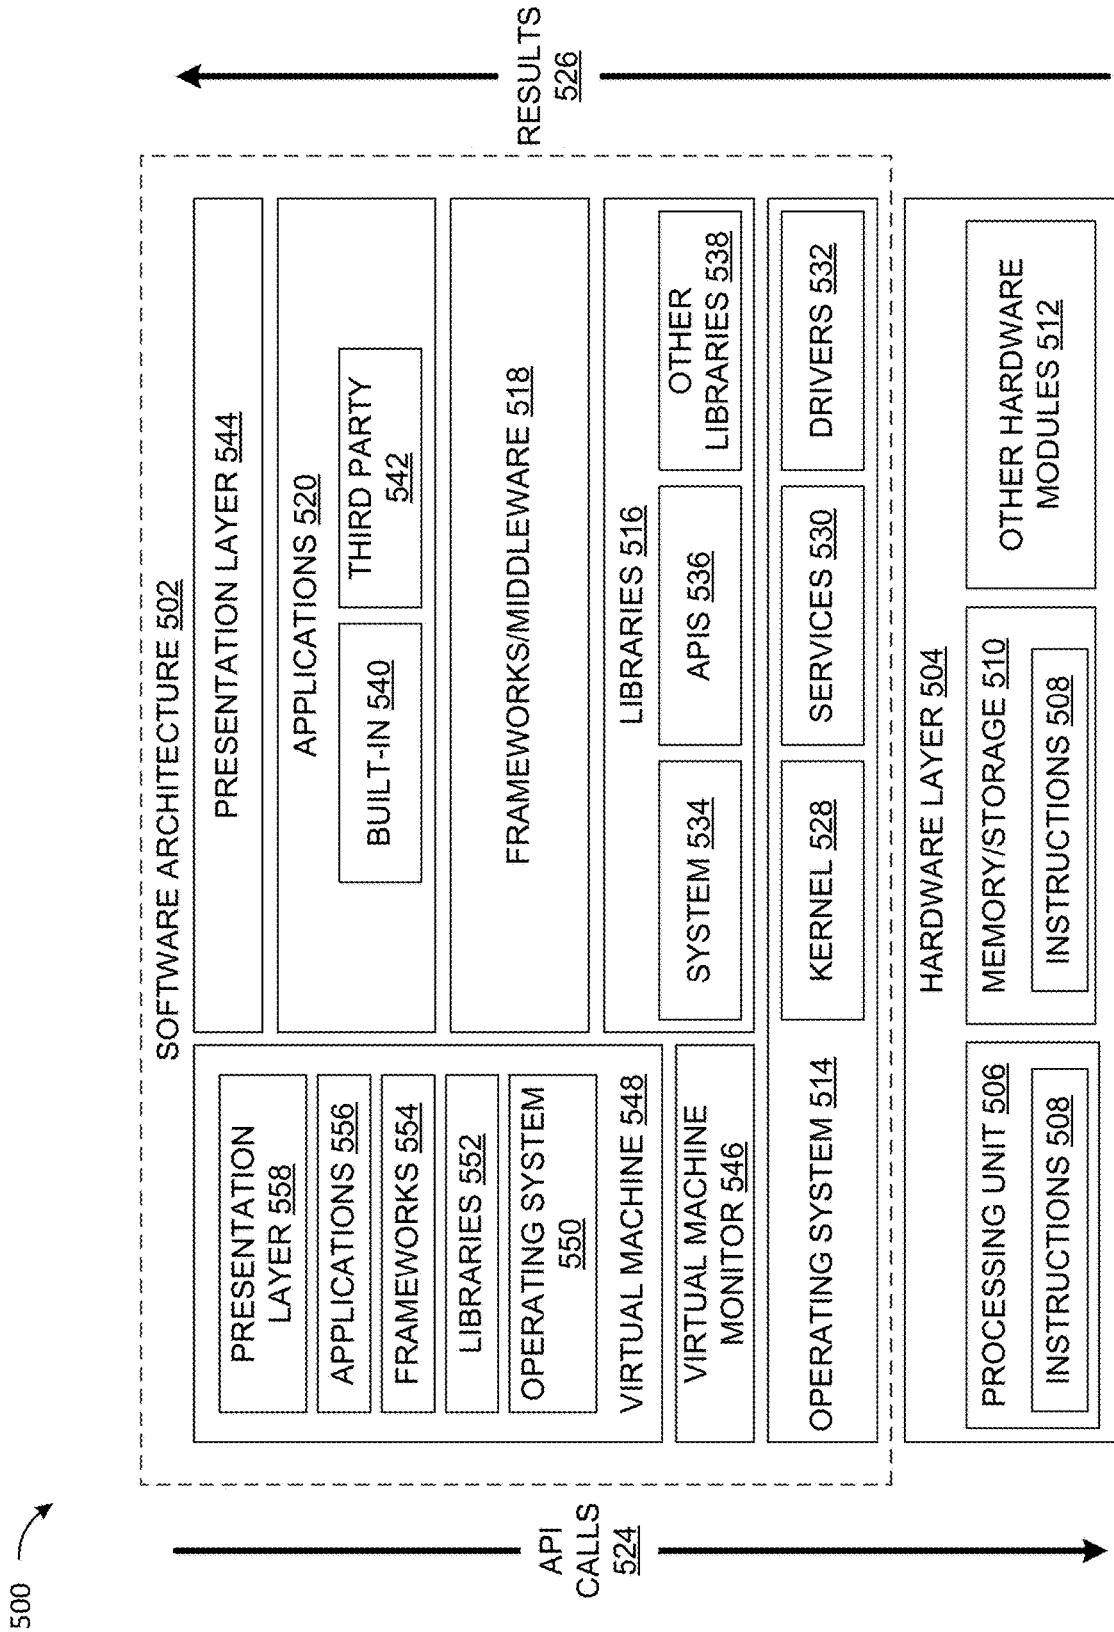 500
SOFTWARE ARCHITECTURE 502
PRESENTATION
LAYER 558
APPLICATIONS 556
FRAMEWORKS 554
LIBRARIES 552
OPERATING SYSTEM
550
VIRTUAL MACHINE 548
VIRTUAL MACHINE
MONITOR 546
PRESENTATION LAYER 544
APPLICATIONS 520
BUILT-IN 540
THIRD PARTY
542
FRAMEWORKS/MIDDLEWARE 518
LIBRARIES 516
SYSTEM 534
APIS 536
OTHER
LIBRARIES 538
OPERATING SYSTEM 514
KERNEL 528
SERVICES 530
DRIVERS 532
HARDWARE LAYER 504
PROCESSING UNIT 506
INSTRUCTIONS 508
MEMORY/STORAGE 510
INSTRUCTIONS 508
OTHER HARDWARE
MODULES 512
API
CALLS
524
RESULTS
526